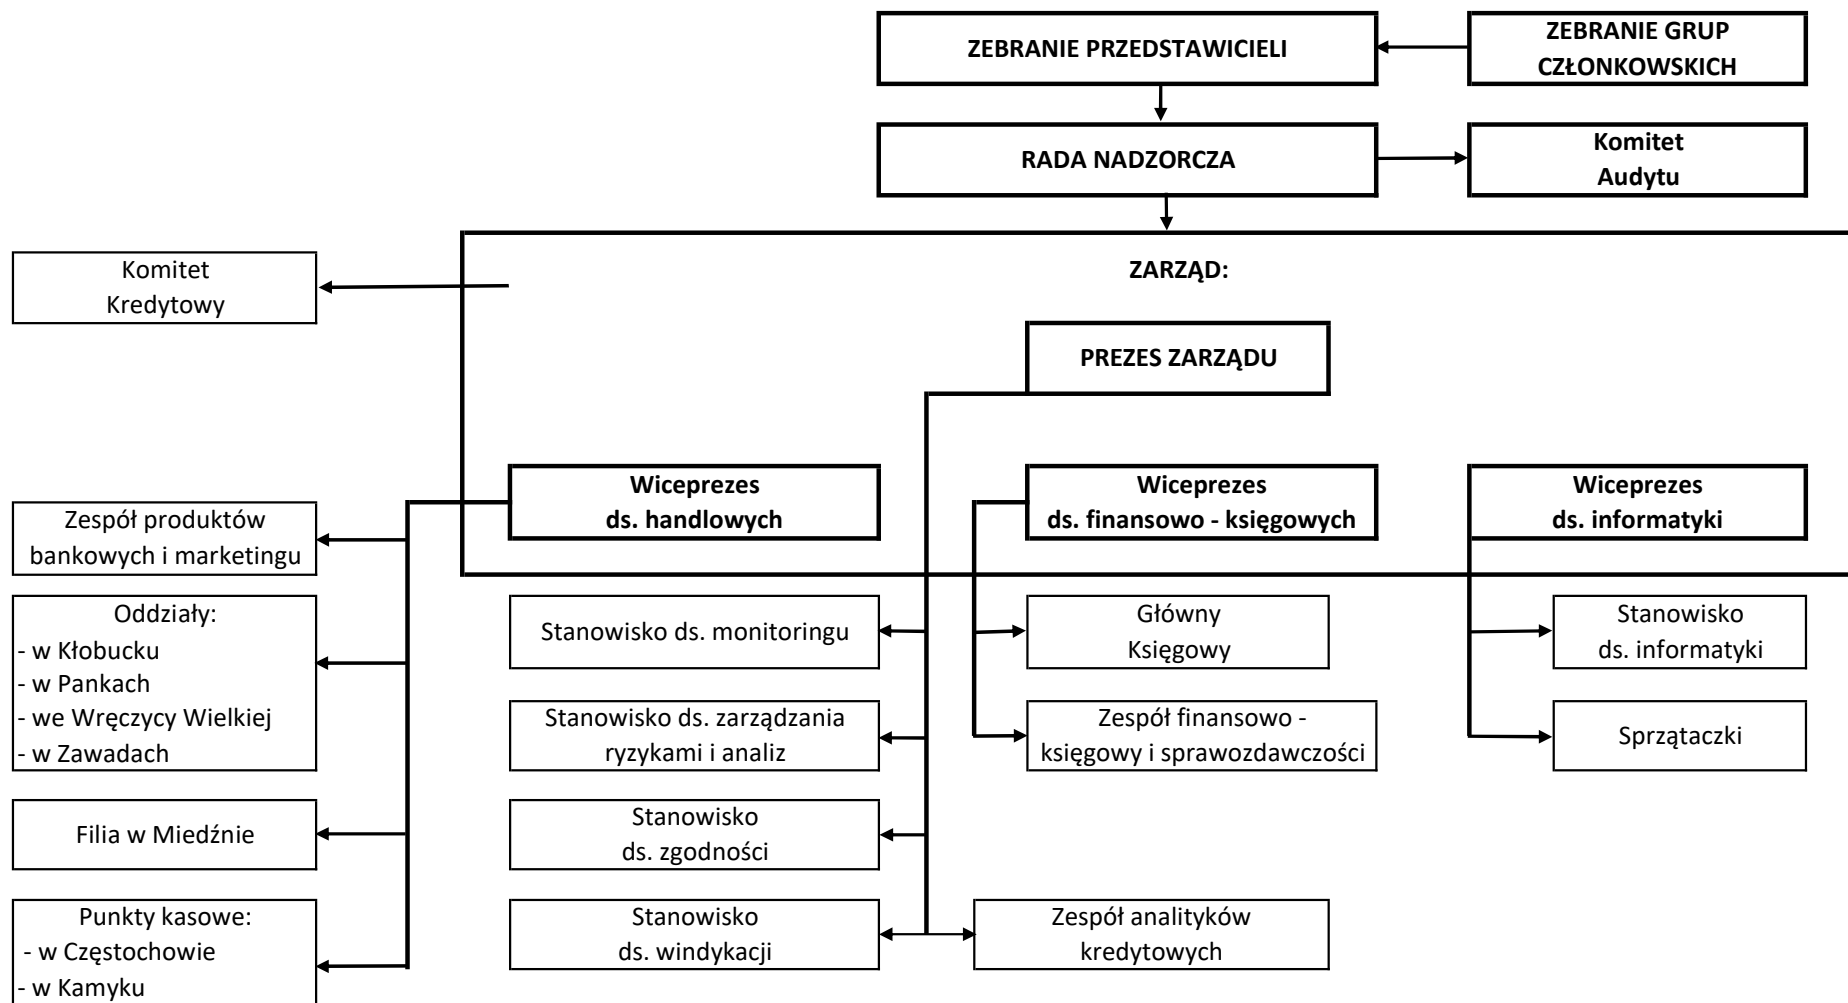 ZEBRANIE PRZEDSTAWICIELI
ZEBRANIE GRUP
CZŁONKOWSKICH
RADA NADZORCZA
Komitet
Audytu
Komitet
Kredytowy
ZARZĄD:
PREZES ZARZĄDU
Wiceprezes
ds. handlowych
Wiceprezes
ds. finansowo - księgowych
Wiceprezes
ds. informatyki
Zespół produktów
bankowych i marketingu
Oddziały:
- w Kłobucku
- w Pankach
- we Wręczycy Wielkiej
- w Zawadach
Stanowisko ds. monitoringu
Główny
Księgowy
Stanowisko
ds. informatyki
Stanowisko ds. zarządzania
ryzykami i analiz
Zespół finansowo -
księgowy i sprawozdawczości
Sprzątaczki
Filia w Miedźnie
Stanowisko
ds. zgodności
Punkty kasowe:
- w Częstochowie
- w Kamyku
Stanowisko
ds. windykacji
Zespół analityków
kredytowych